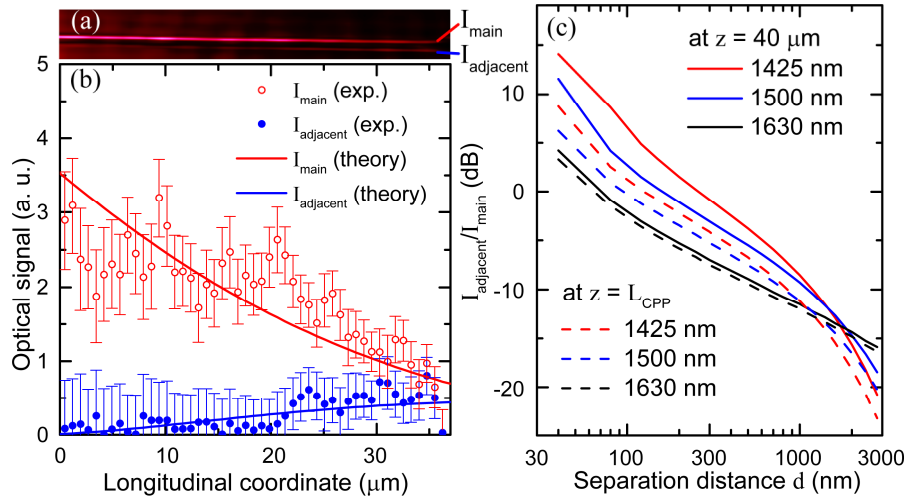 (a)
I_main
I_adjacent
(b)
5
4
3
2
1
0
Optical signal (a. u.)
I_main (exp.)
I_adjacent (exp.)
I_main (theory)
I_adjacent (theory)
0 10 20 30
Longitudinal coordinate (μm)
(c)
10
0
-10
-20
I_adjacent/I_main (dB)
at z = 40 μm
1425 nm
1500 nm
1630 nm
at z = L_CPP
1425 nm
1500 nm
1630 nm
30 100 300 1000 3000
Separation distance d (nm)